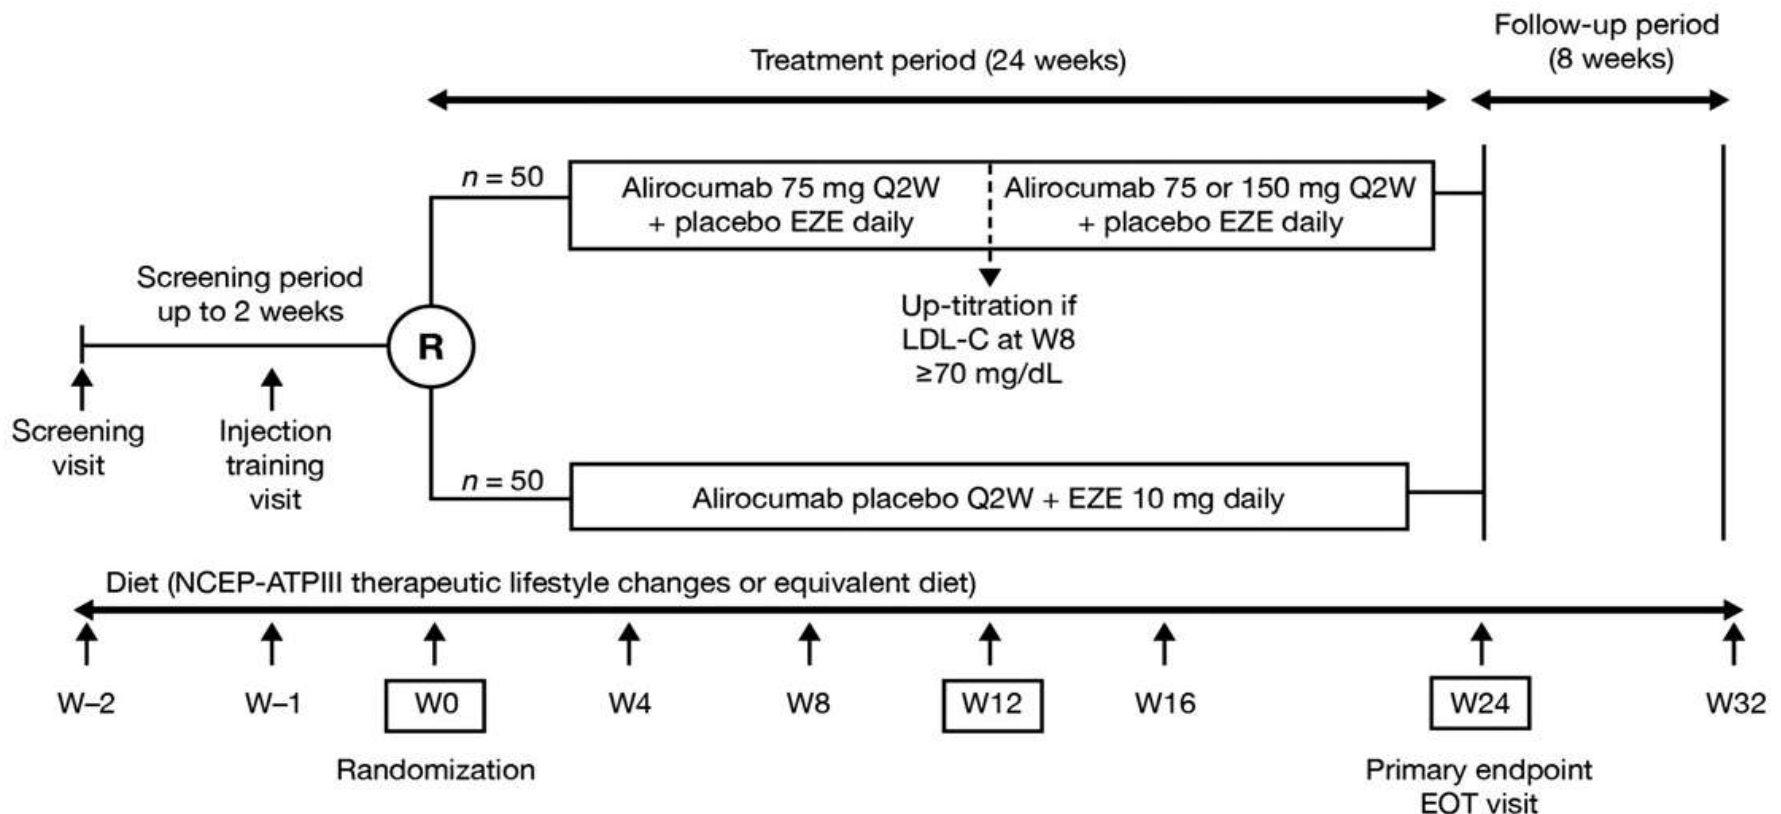 Treatment period (24 weeks)
Follow-up period
(8 weeks)
n = 50
Alirocumab 75 mg Q2W
+ placebo EZE daily
Alirocumab 75 or 150 mg Q2W
+ placebo EZE daily
Screening period
up to 2 weeks
R
Up-titration if
LDL-C at W8
≥70 mg/dL
Screening
visit
Injection
training
visit
n = 50
Alirocumab placebo Q2W + EZE 10 mg daily
Diet (NCEP-ATPIII therapeutic lifestyle changes or equivalent diet)
W–2
W–1
W0
W4
W8
W12
W16
W24
W32
Randomization
Primary endpoint
EOT visit